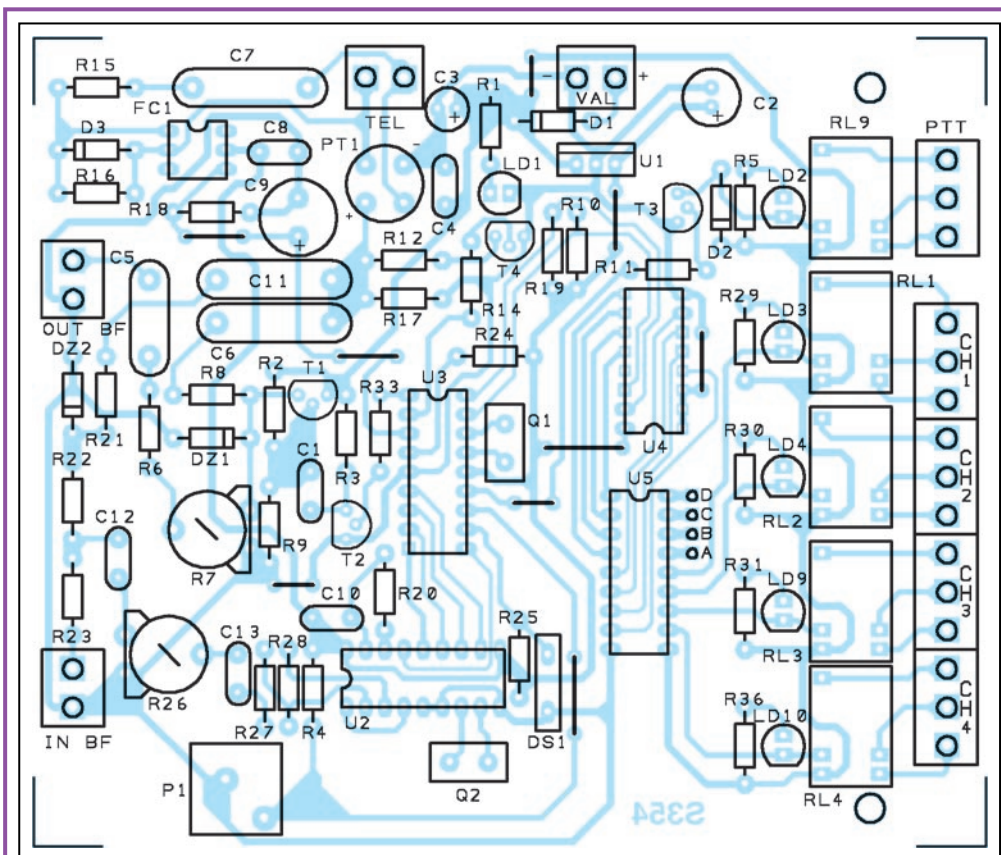 C7
R15
FC1
TEL
C3
R1
-
VAL
+
D1
C2
+
+
D3
C8
PT1
-
+
LD1
U1
RL9
PTT
R16
C9
R18
+
C4
T3
R5
LD2
D2
R10
R12
T4
R19
R11
OUT BF
C5
C11
C6
R17
R14
R24
R29
LD3
RL1
CH1
DZ2
R8
R2
T1
R33
U3
Q1
U4
R21
R6
DZ1
R3
R22
C1
U5
D
C
B
A
R30
LD4
RL2
CH2
C12
R7
R9
T2
R23
R20
C10
R31
LD9
RL3
CH3
R26
C13
R28
R25
IN BF
R27
R4
U2
DS1
R36
LD10
RL4
CH4
P1
Q2
S354